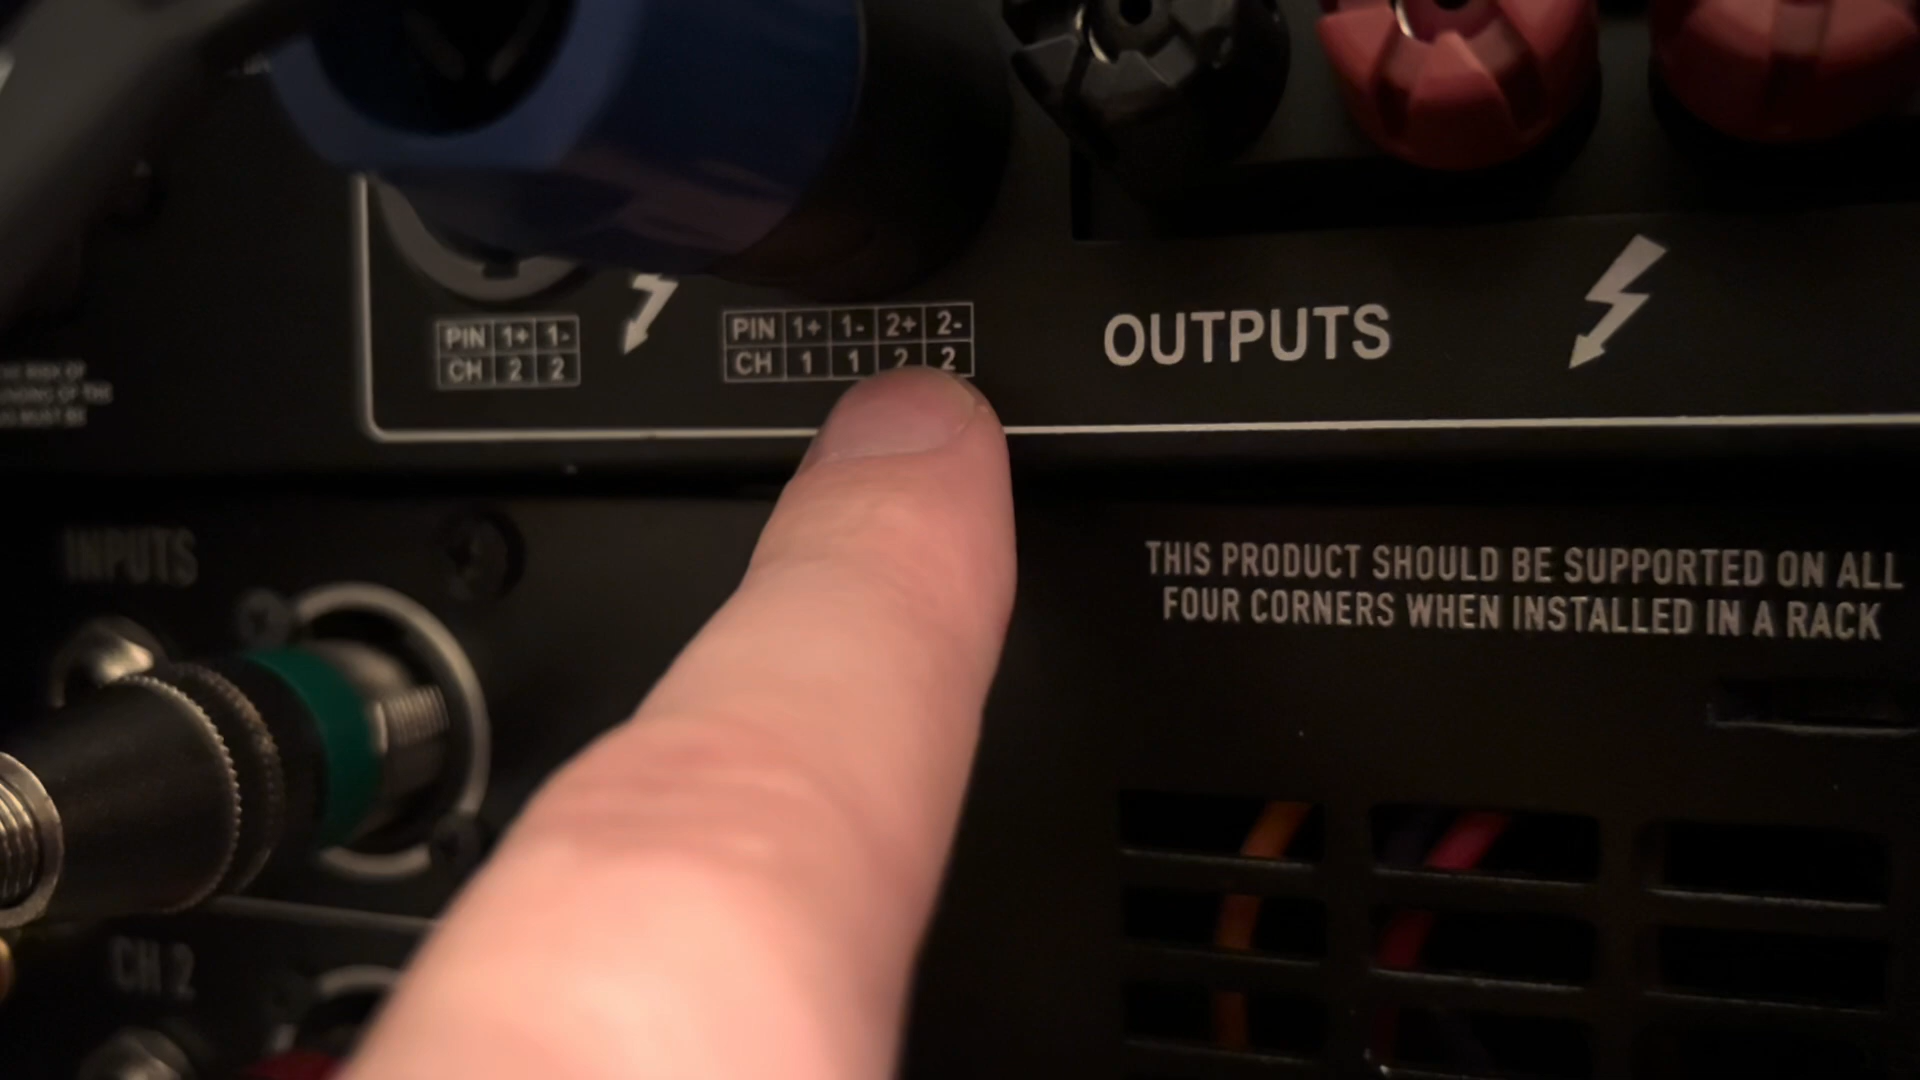 PIN 1+ 1-
CH 2 2
PIN 1+ 1- 2+ 2-
CH 1 1 2 2
OUTPUTS
INPUTS
THIS PRODUCT SHOULD BE SUPPORTED ON ALL
FOUR CORNERS WHEN INSTALLED IN A RACK
CH 2